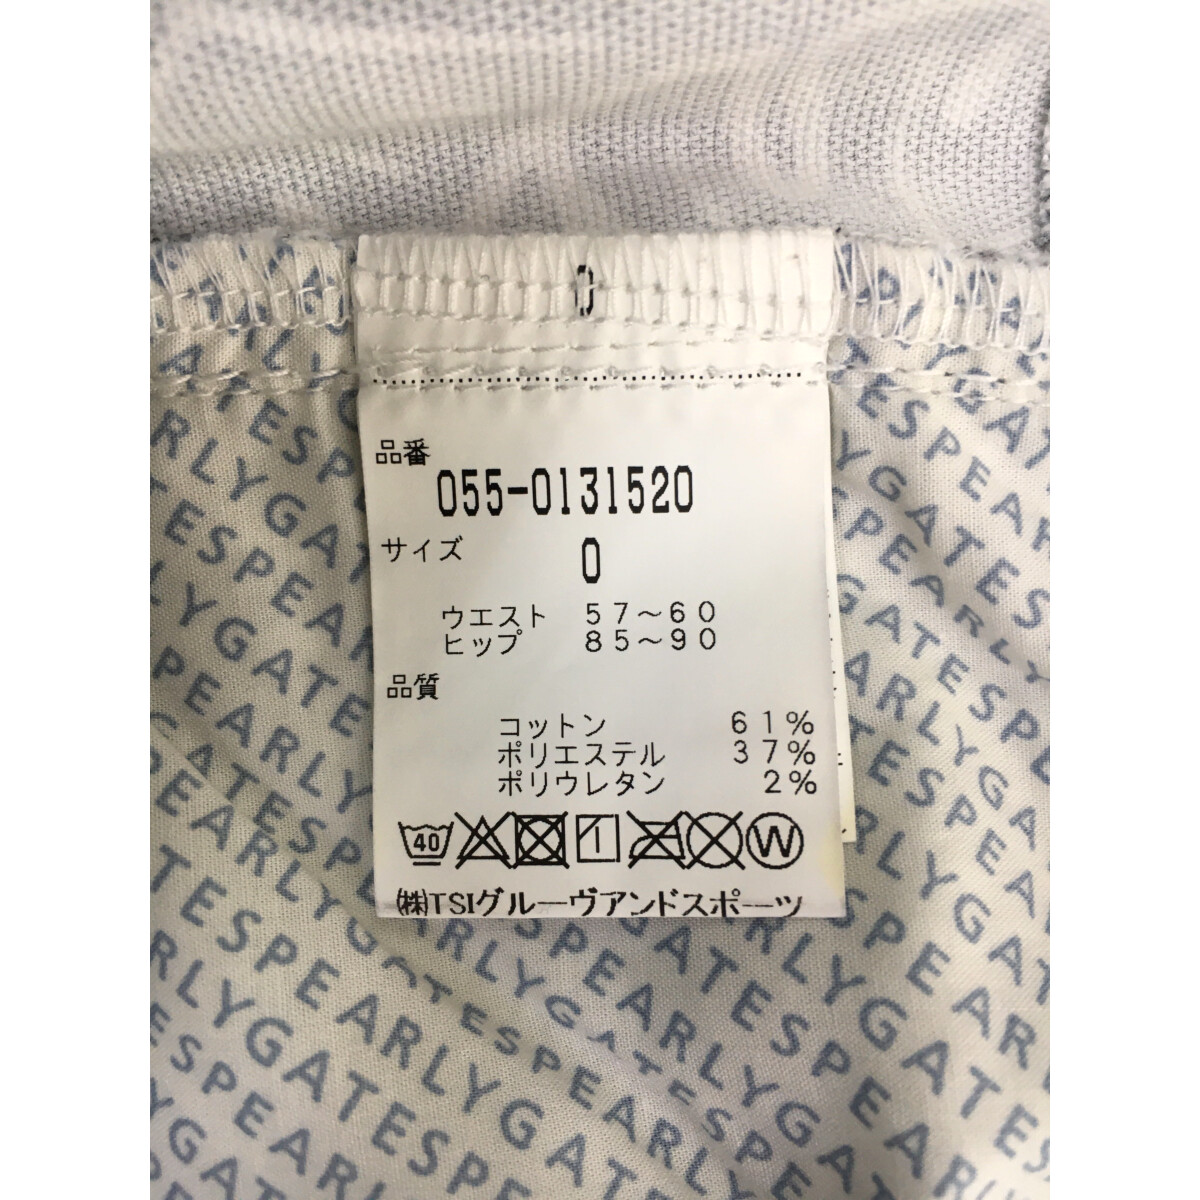 0
品番
055-0131520
サイズ
0
ウエスト 57～60
ヒップ 85～90
品質
コットン 61%
ポリエステル 37%
ポリウレタン 2%
40 W
㈱TSIグルーヴアンドスポーツ
PEARLYGATES
PEARLYGATES
PEARLYGATES
PEARLYGATES